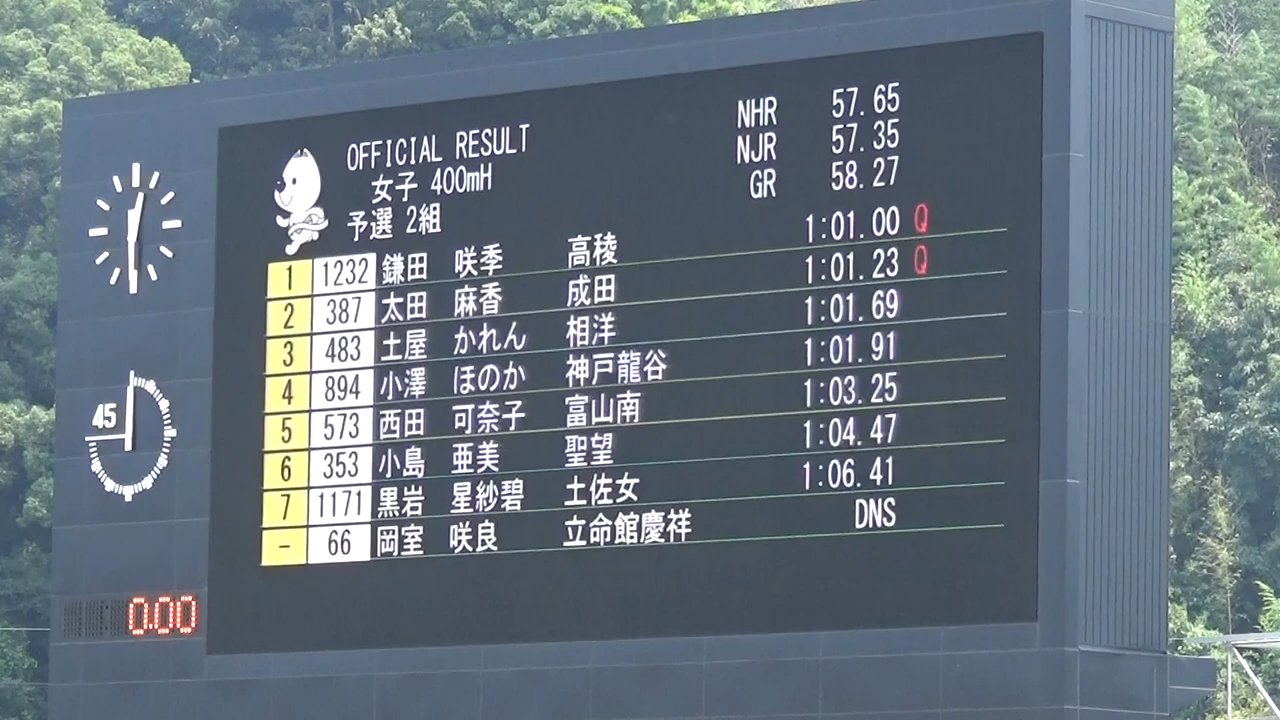 OFFICIAL RESULT
女子 400mH
予選 2組
NHR 57.65
NJR 57.35
GR 58.27
1 1232 鎌田 咲季 高稜 1:01.00 Q
2 387 太田 麻香 成田 1:01.23 Q
3 483 土屋 かれん 相洋 1:01.69
4 894 小澤 ほのか 神戸龍谷 1:01.91
5 573 西田 可奈子 富山南 1:03.25
6 353 小島 亜美 聖望 1:04.47
7 1171 黒岩 星紗碧 土佐女 1:06.41
- 66 岡室 咲良 立命館慶祥 DNS
45
0.00